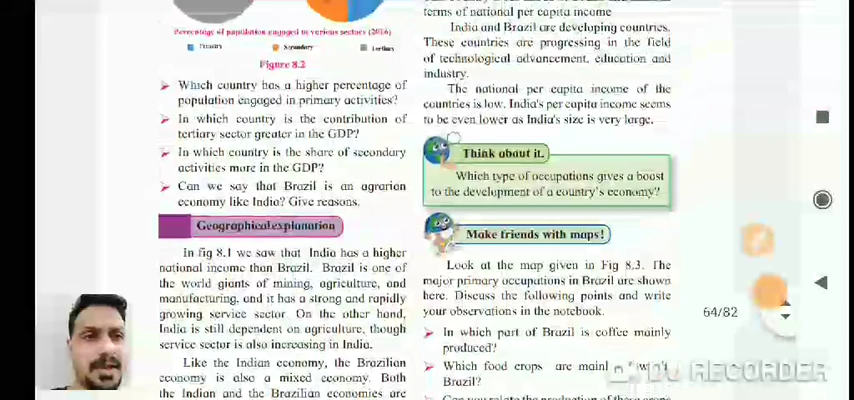 Percentage of population engaged in various sectors (2016)
Primary
Secondary
Tertiary
Figure 8.2
➤ Which country has a higher percentage of
population engaged in primary activities?
➤ In which country is the contribution of
tertiary sector greater in the GDP?
➤ In which country is the share of secondary
activities more in the GDP?
➤ Can we say that Brazil is an agrarian
economy like India? Give reasons.
Geographical explanation
In fig 8.1 we saw that India has a higher
national income than Brazil. Brazil is one of
the world giants of mining, agriculture, and
manufacturing, and it has a strong and rapidly
growing service sector. On the other hand,
India is still dependent on agriculture, though
service sector is also increasing in India.
Like the Indian economy, the Brazilian
economy is also a mixed economy. Both
the Indian and the Brazilian economies are
terms of national per capita income
India and Brazil are developing countries.
These countries are progressing in the field
of technological advancement, education and
industry.
The national per capita income of the
countries is low. India's per capita income seems
to be even lower as India's size is very large.
Think about it.
Which type of occupations gives a boost
to the development of a country's economy?
Make friends with maps!
Look at the map given in Fig 8.3. The
major primary occupations in Brazil are shown
here. Discuss the following points and write
your observations in the notebook.
➤ In which part of Brazil is coffee mainly
produced?
➤ Which food crops are
Brazil?
Can you relate the production of these crops
64/82
DU RECORDER